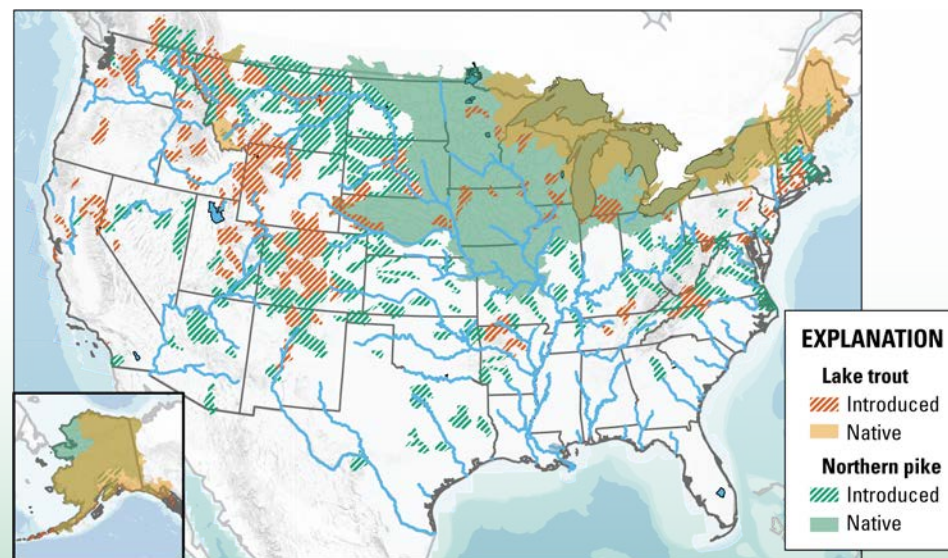 EXPLANATION
Lake trout
Introduced
Native
Northern pike
Introduced
Native